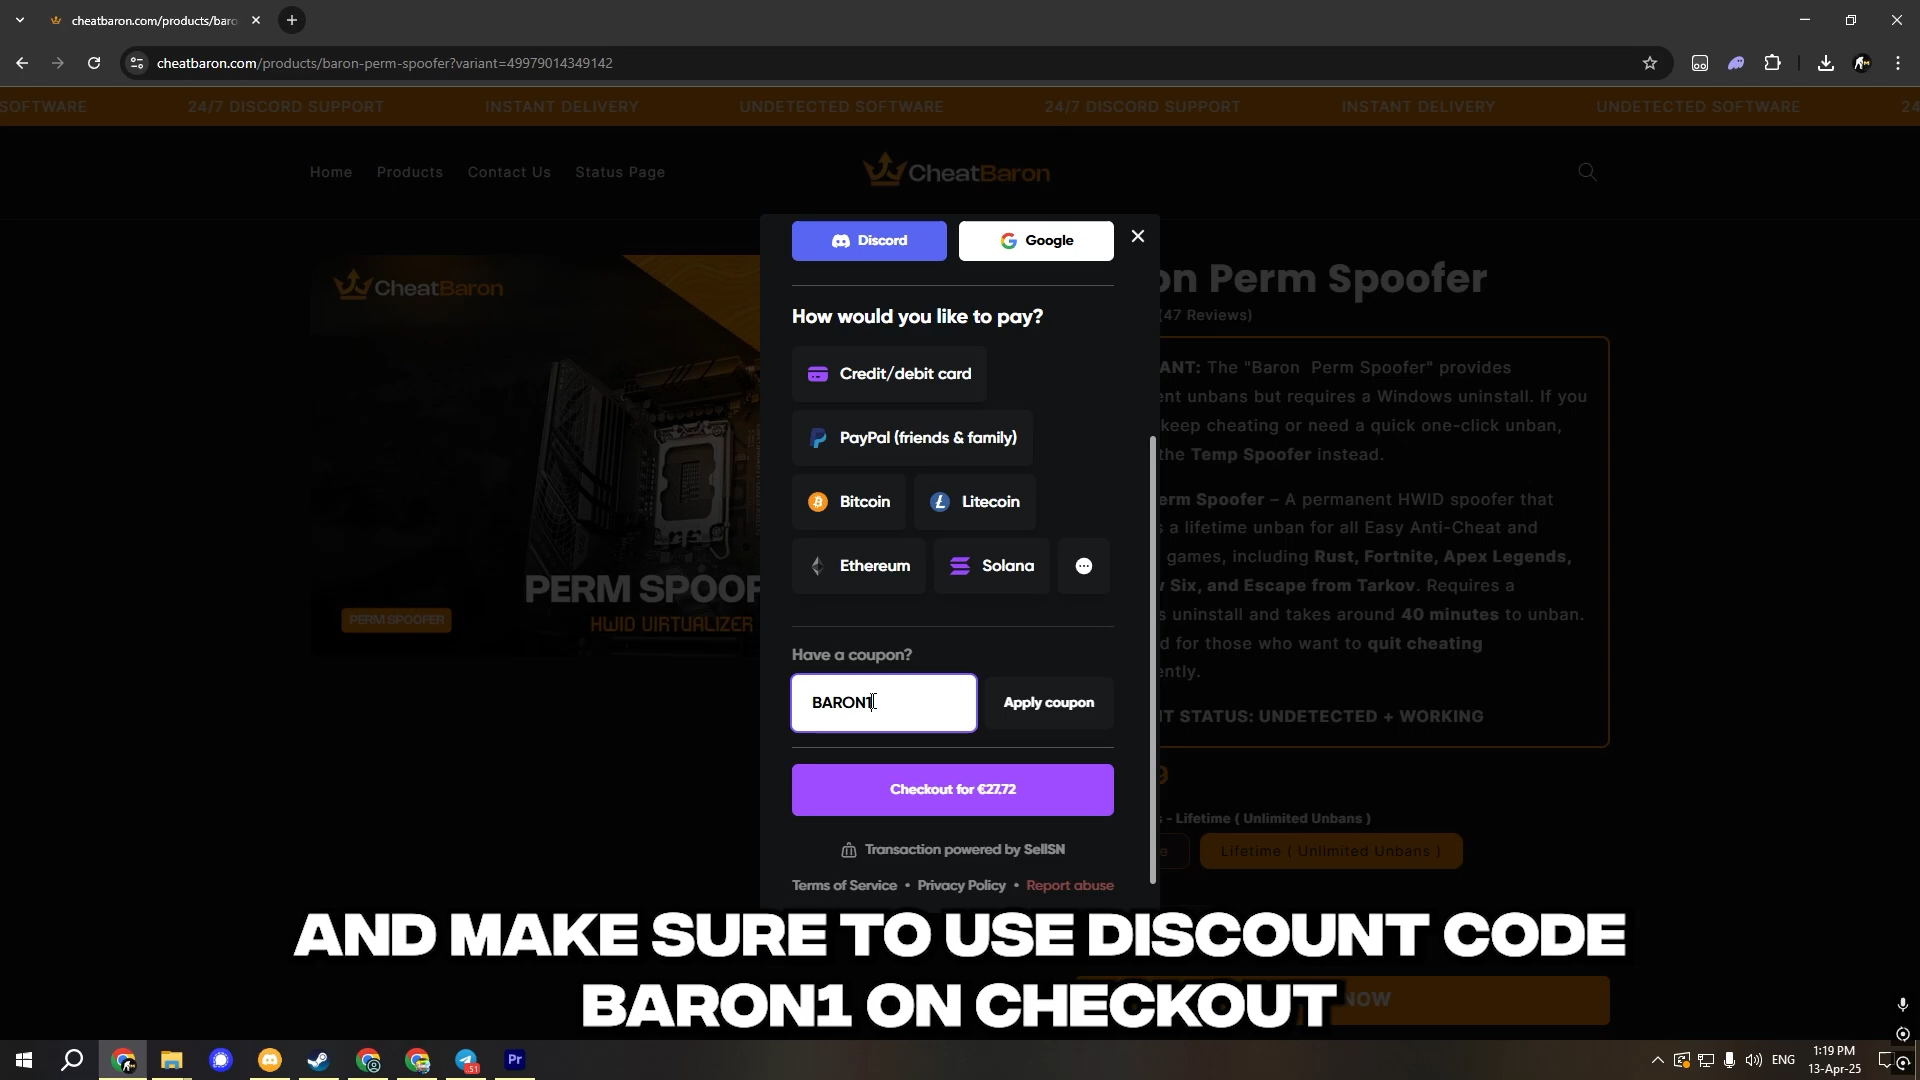 cheatbaron.com/products/baro
cheatbaron.com/products/baron-perm-spoofer?variant=49979014349142
SOFTWARE 24/7 DISCORD SUPPORT INSTANT DELIVERY UNDETECTED SOFTWARE 24/7 DISCORD SUPPORT INSTANT DELIVERY UNDETECTED SOFTWARE 24
Home Products Contact Us Status Page
CheatBaron
CheatBaron
PERM SPOOF
HWID VIRTUALIZER
PERM SPOOFER
Discord Google
How would you like to pay?
Credit/debit card
PayPal (friends & family)
Bitcoin Litecoin
Ethereum Solana
Have a coupon?
BARON1 Apply coupon
Checkout for €27.72
Transaction powered by SellSN
Terms of Service • Privacy Policy • Report abuse
on Perm Spoofer
(47 Reviews)
ANT: The "Baron Perm Spoofer" provides
ent unbans but requires a Windows uninstall. If you
keep cheating or need a quick one-click unban,
the Temp Spoofer instead.
erm Spoofer – A permanent HWID spoofer that
s a lifetime unban for all Easy Anti-Cheat and
games, including Rust, Fortnite, Apex Legends,
w Six, and Escape from Tarkov. Requires a
s uninstall and takes around 40 minutes to unban.
d for those who want to quit cheating
ently.
T STATUS: UNDETECTED + WORKING
9
s - Lifetime ( Unlimited Unbans )
e Lifetime ( Unlimited Unbans )
NOW
AND MAKE SURE TO USE DISCOUNT CODE
BARON1 ON CHECKOUT
Pr
51
ENG
1:19 PM
13-Apr-25